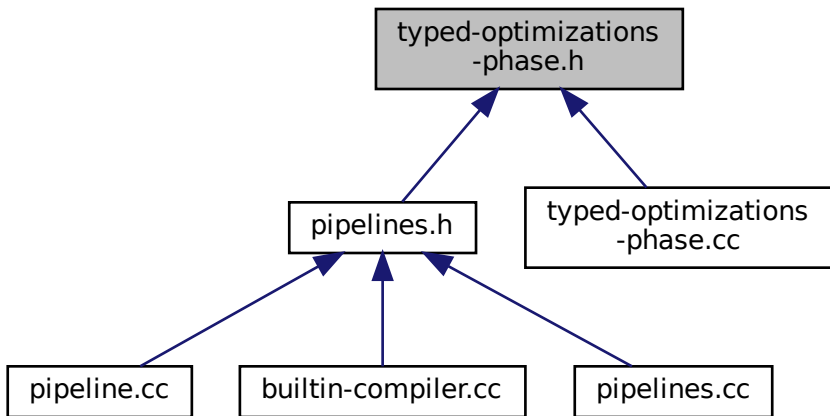 typed-optimizations
-phase.h
pipelines.h
typed-optimizations
-phase.cc
pipeline.cc
builtin-compiler.cc
pipelines.cc